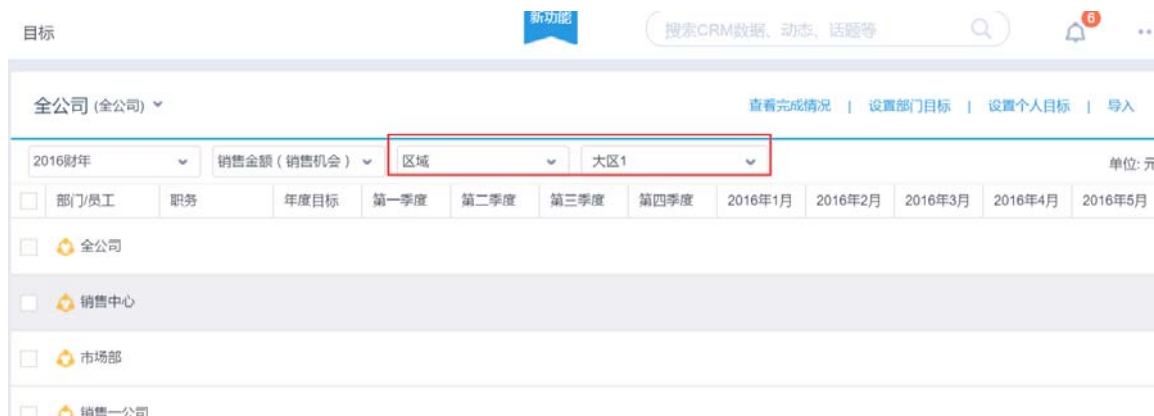 目标 新功能 搜索CRM数据、动态、话题等 6
全公司 (全公司) 查看完成情况 | 设置部门目标 | 设置个人目标 | 导入
2016财年 销售金额（销售机会） 区域 大区1 单位: 元
部门/员工 职务 年度目标 第一季度 第二季度 第三季度 第四季度 2016年1月 2016年2月 2016年3月 2016年4月 2016年5月
全公司
销售中心
市场部
销售一公司